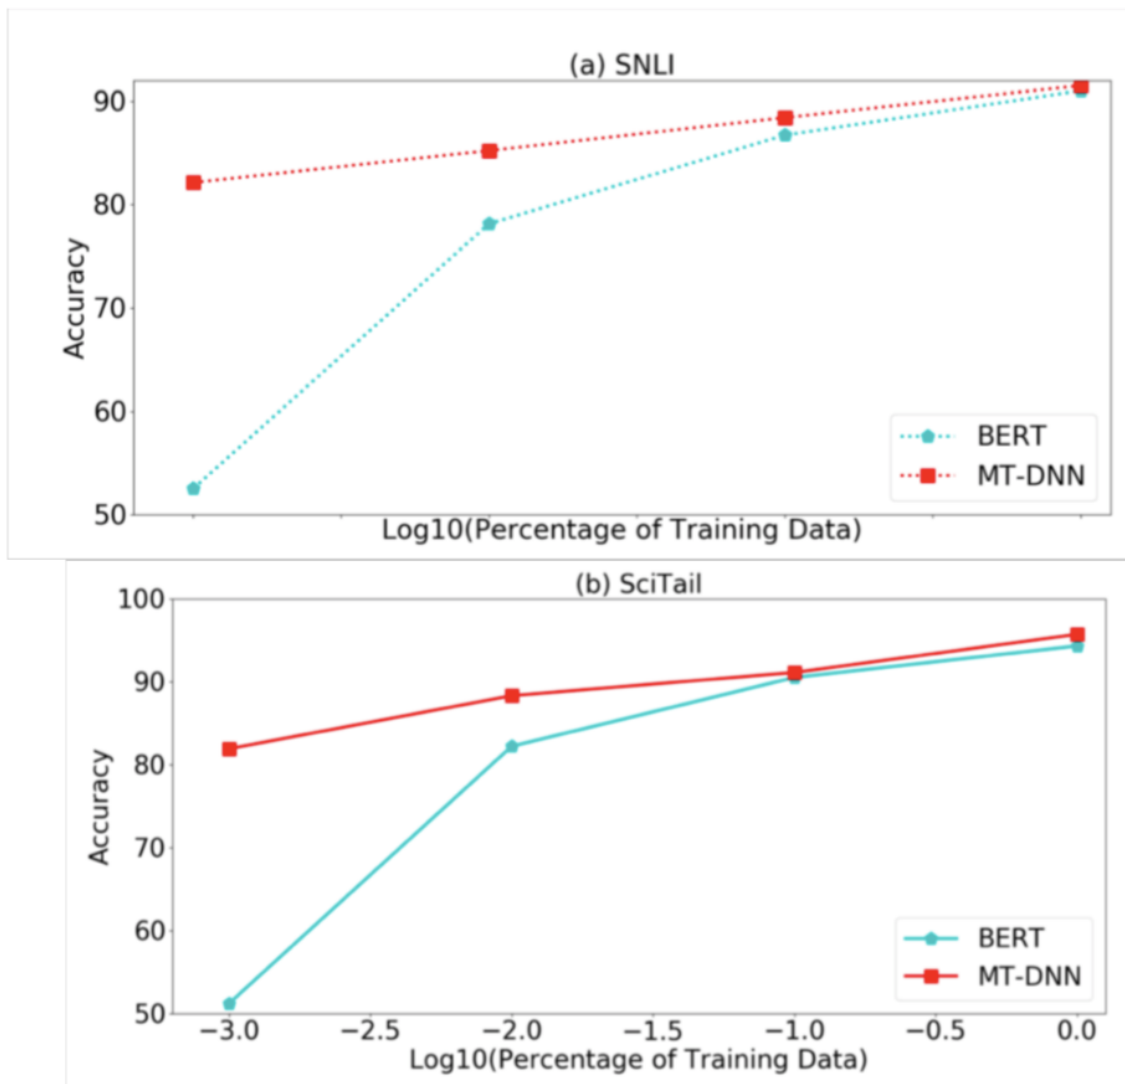 (a) SNLI
90
80
70
60
50
Accuracy
BERT
MT-DNN
Log10(Percentage of Training Data)
(b) SciTail
100
90
80
70
60
50
Accuracy
BERT
MT-DNN
−3.0 −2.5 −2.0 −1.5 −1.0 −0.5 0.0
Log10(Percentage of Training Data)